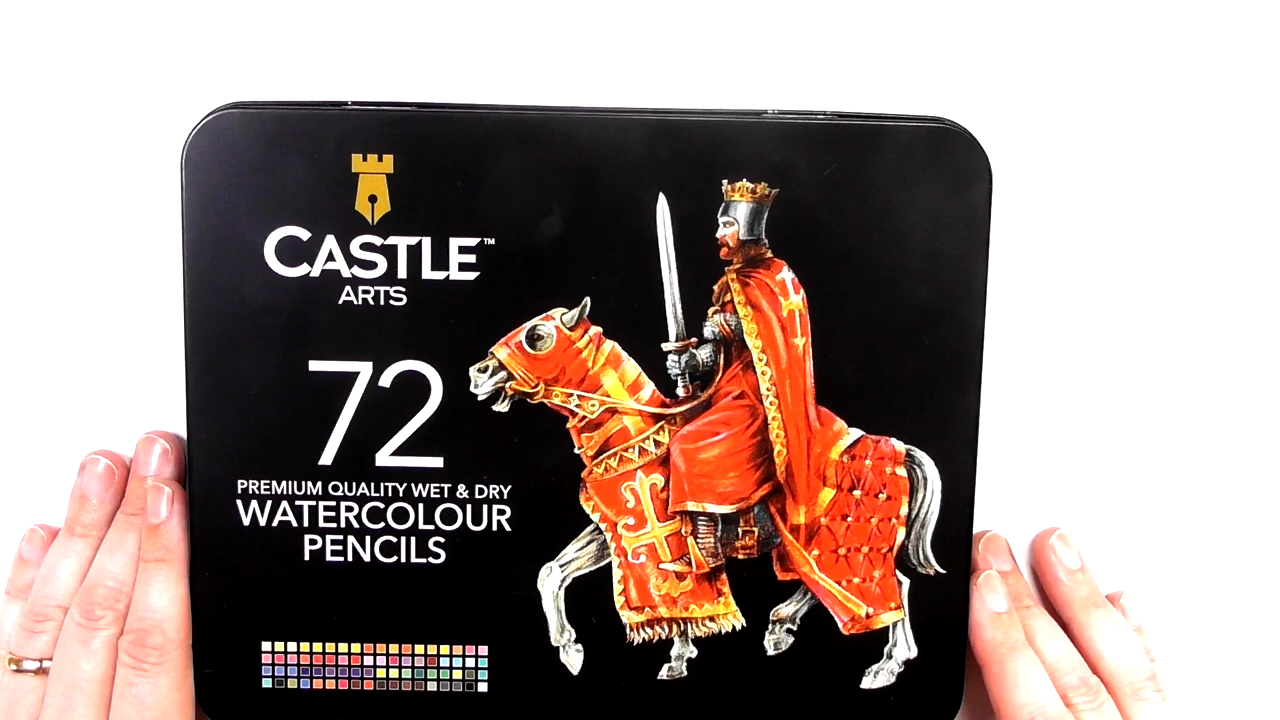 CASTLE™
ARTS
72
PREMIUM QUALITY WET & DRY
WATERCOLOUR
PENCILS